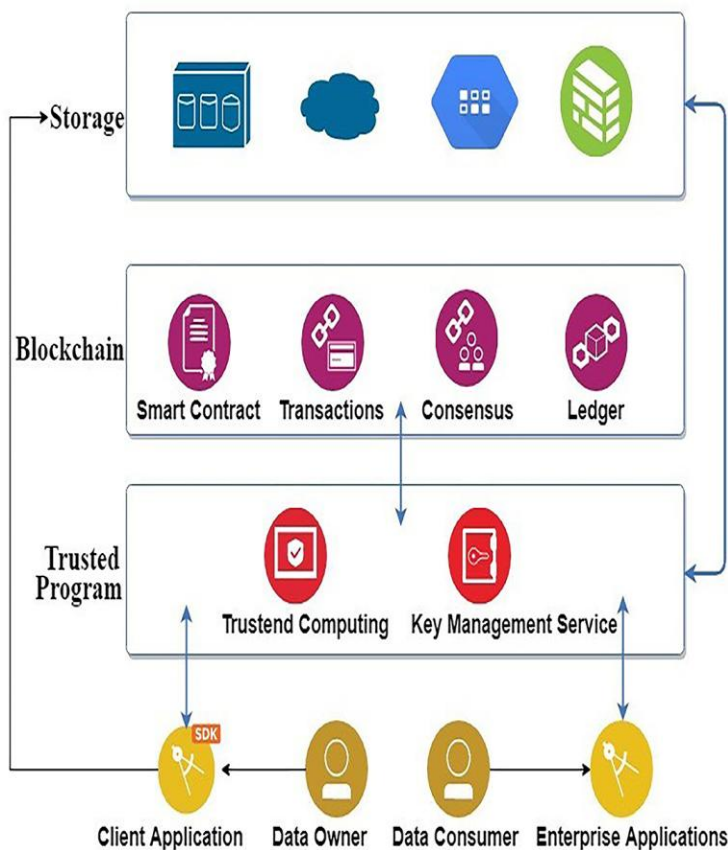 Storage
Blockchain
Smart Contract
Transactions
Consensus
Ledger
Trusted
Program
Trustend Computing
Key Management Service
SDK
Client Application
Data Owner
Data Consumer
Enterprise Applications